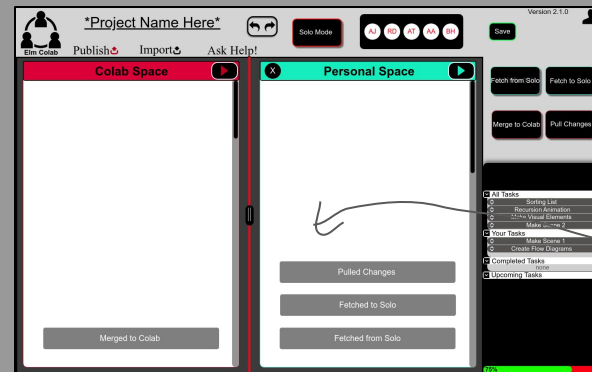 Version 2.1.0
*Project Name Here*
Elm Colab
Solo Mode
AJ RD AT AA BH
Save
Publish Import Ask Help!
Colab Space
X Personal Space
Fetch from Solo Fetch to Solo
Merge to Colab Pull Changes
All Tasks
Sorting List
Recursion Animation
Make Visual Elements
Make Scene 2
Your Tasks
Make Scene 1
Create Flow Diagrams
Completed Tasks
none
Upcoming Tasks
Pulled Changes
Fetched to Solo
Merged to Colab
Fetched from Solo
75%